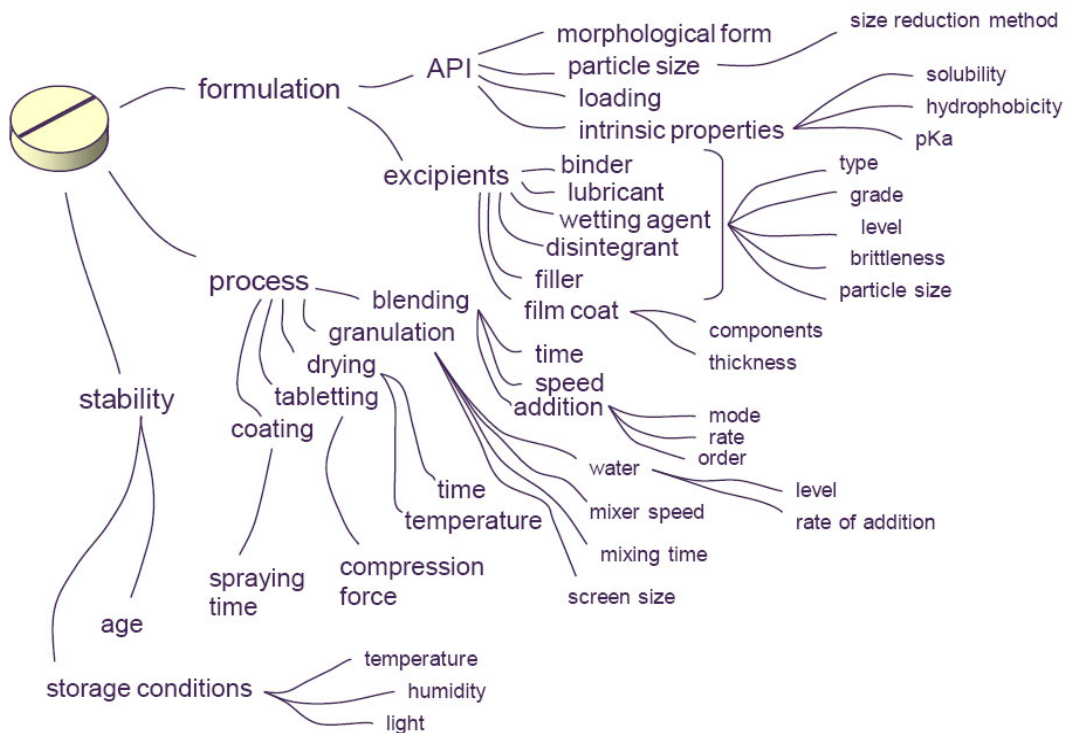 morphological form
size reduction method
API
particle size
formulation
loading
solubility
intrinsic properties
hydrophobicity
pKa
excipients
binder
lubricant
wetting agent
disintegrant
filler
film coat
type
grade
level
brittleness
particle size
components
thickness
process
blending
granulation
drying
tabletting
coating
time
speed
addition
mode
rate
order
water
level
rate of addition
mixer speed
mixing time
screen size
time
temperature
compression
force
spraying
time
stability
age
storage conditions
temperature
humidity
light